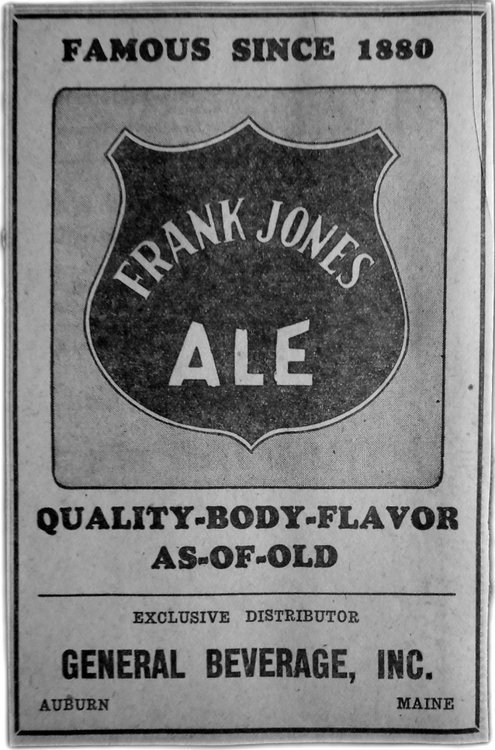 FAMOUS SINCE 1880
FRANK JONES
ALE
QUALITY-BODY-FLAVOR
AS-OF-OLD
EXCLUSIVE DISTRIBUTOR
GENERAL BEVERAGE, INC.
AUBURN MAINE